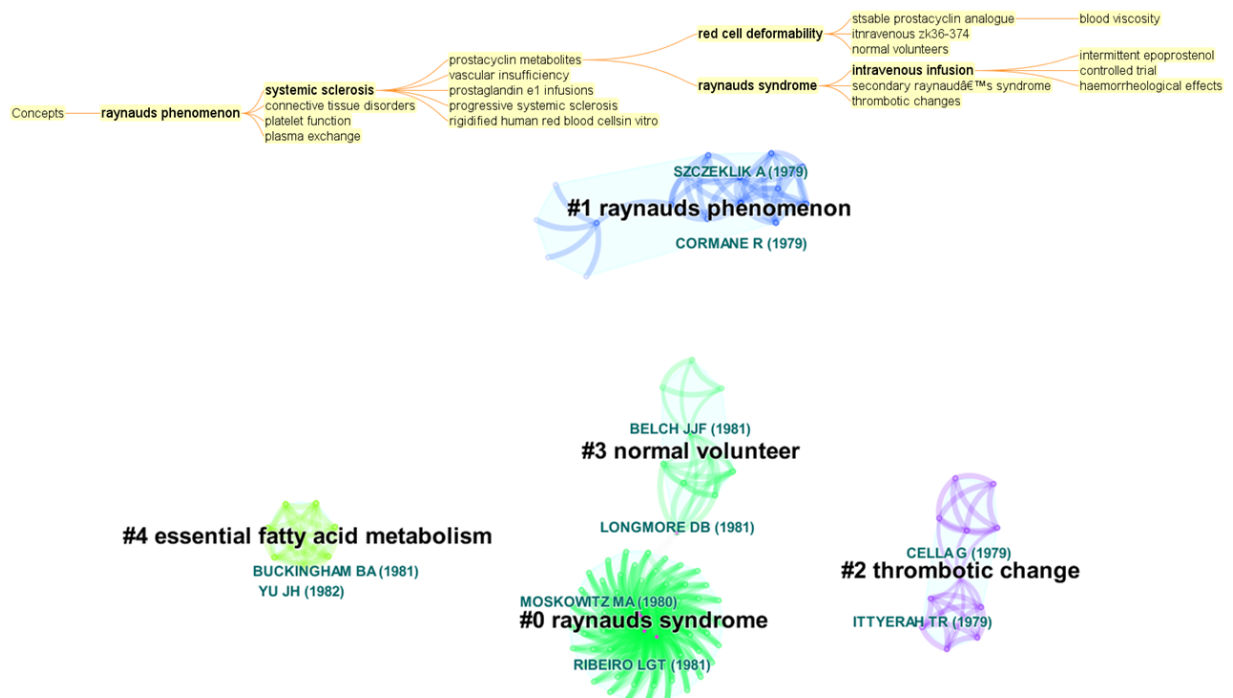 stsable prostacyclin analogue
blood viscosity
red cell deformability
itnravenous zk36-374
normal volunteers
prostacyclin metabolites
intermittent epoprostenol
vascular insufficiency
intravenous infusion
controlled trial
systemic sclerosis
prostaglandin e1 infusions
raynauds syndrome
secondary raynaud’s syndrome
haemorrheological effects
connective tissue disorders
progressive systemic sclerosis
thrombotic changes
Concepts
raynauds phenomenon
platelet function
rigidified human red blood cellsin vitro
plasma exchange
SZCZEKLIK A (1979)
#1 raynauds phenomenon
CORMANE R (1979)
BELCH JJF (1981)
#3 normal volunteer
LONGMORE DB (1981)
#4 essential fatty acid metabolism
BUCKINGHAM BA (1981)
YU JH (1982)
CELLA G (1979)
#2 thrombotic change
ITTYERAH TR (1979)
MOSKOWITZ MA (1980)
#0 raynauds syndrome
RIBEIRO LGT (1981)